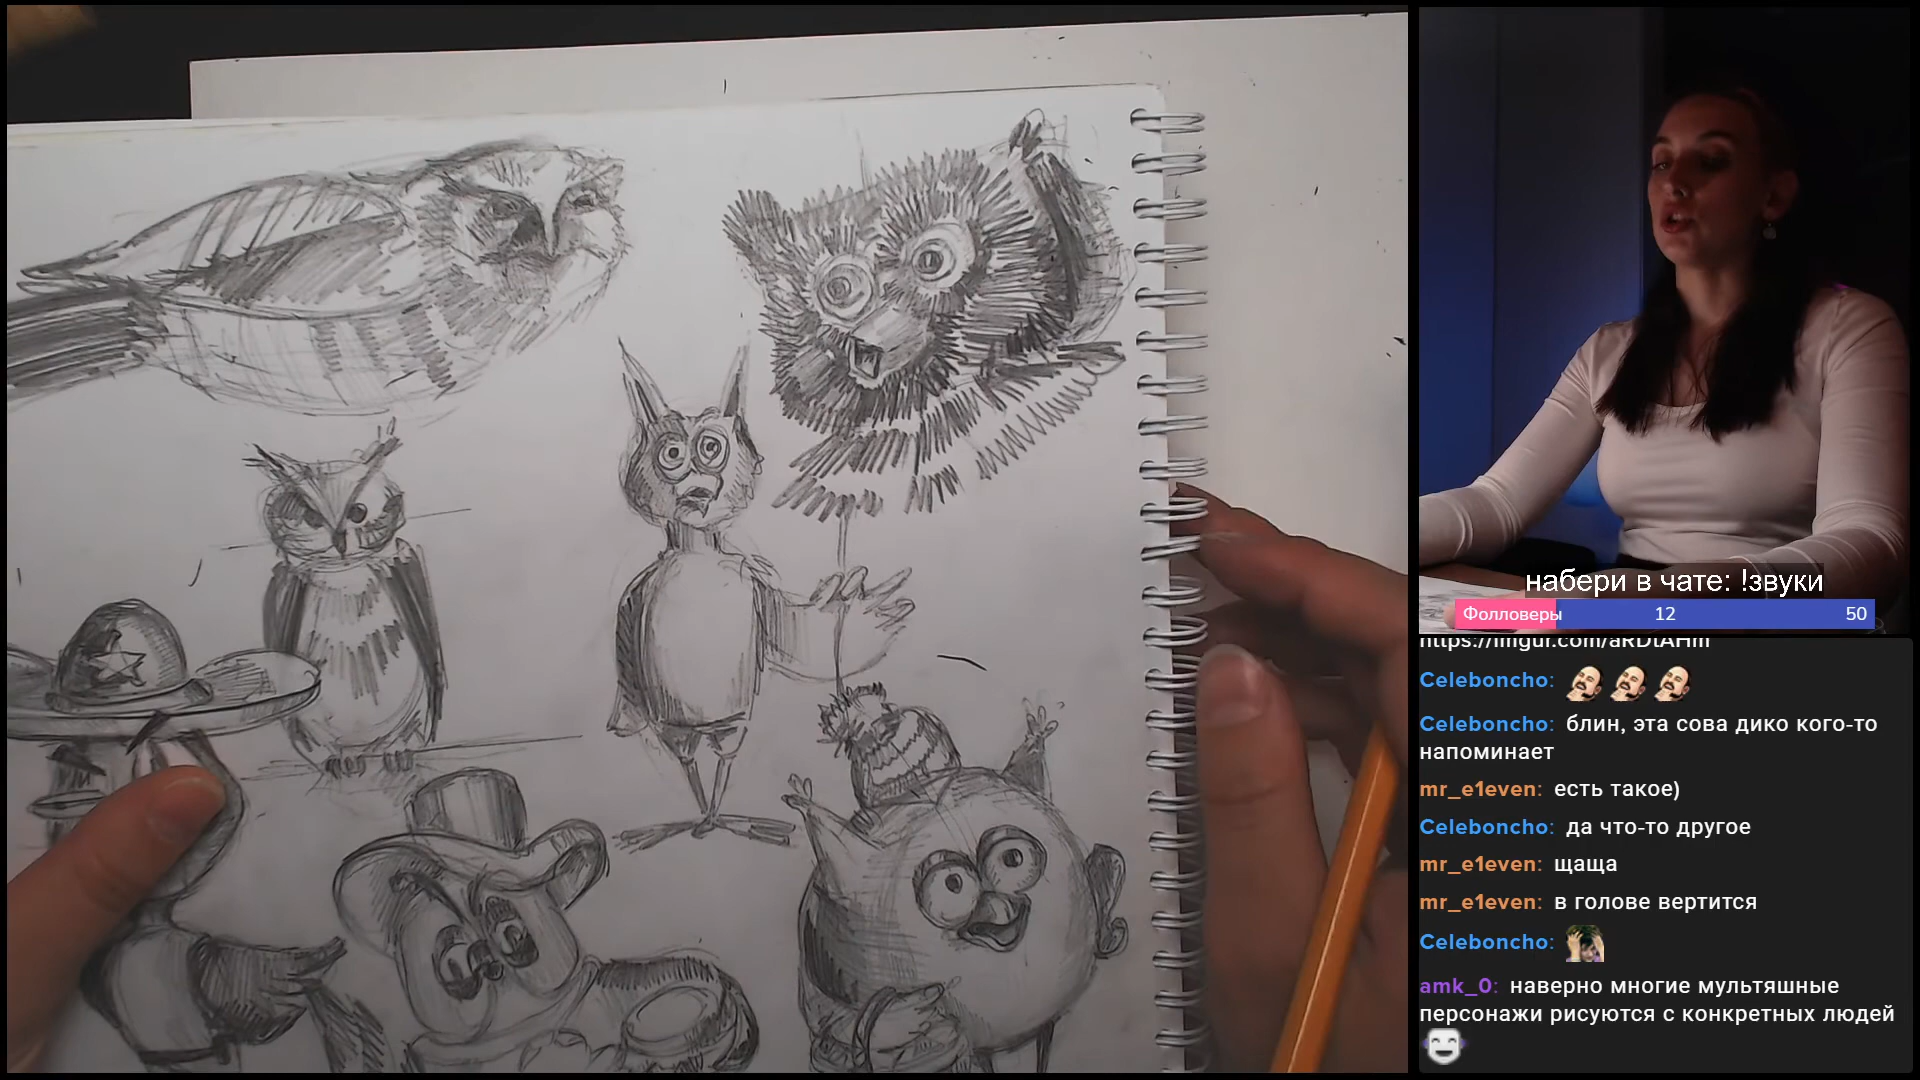 набери в чате: !звуки
Фолловеры 12 50
Celeboncho:
Celeboncho: блин, эта сова дико кого-то
напоминает
mr_e1even: есть такое)
Celeboncho: да что-то другое
mr_e1even: щаща
mr_e1even: в голове вертится
Celeboncho:
amk_0: наверно многие мультяшные
персонажи рисуются с конкретных людей